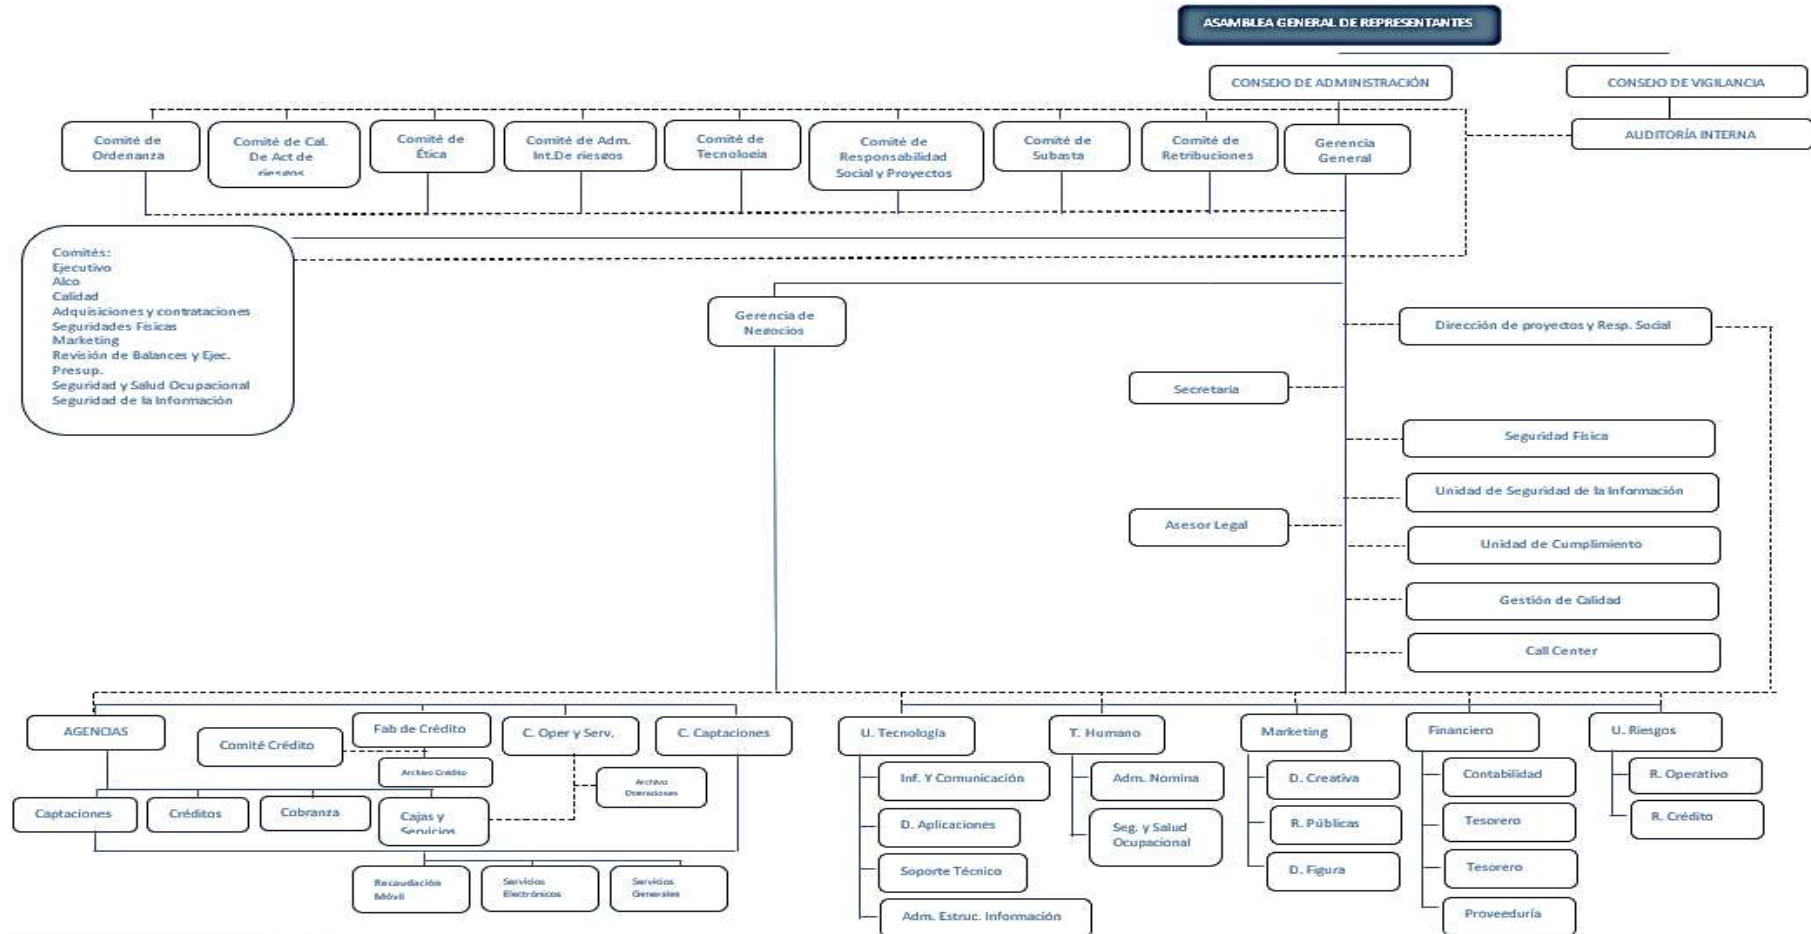 ASAMBLEA GENERAL DE REPRESENTANTES
CONSEJO DE ADMINISTRACIÓN
CONSEJO DE VIGILANCIA
AUDITORÍA INTERNA
Comité de
Ordenanza
Comité de Cal.
De Act de
riesgos
Comité de
Ética
Comité de Adm.
Int.De riesgos
Comité de
Tecnología
Comité de
Responsabilidad
Social y Proyectos
Comité de
Subasta
Comité de
Retribuciones
Gerencia
General
Comités:
Ejecutivo
Alco
Calidad
Adquisiciones y contrataciones
Seguridades Físicas
Marketing
Revisión de Balances y Ejec.
Presup.
Seguridad y Salud Ocupacional
Seguridad de la Información
Gerencia de
Negocios
Dirección de proyectos y Resp. Social
Secretaria
Seguridad Física
Unidad de Seguridad de la Información
Asesor Legal
Unidad de Cumplimiento
Gestión de Calidad
Call Center
AGENCIAS
Comité Crédito
Fab de Crédito
Archivo Crédito
C. Oper y Serv.
Archivo
Operaciones
C. Captaciones
Captaciones
Créditos
Cobranza
Cajas y
Servicios
Recaudación
Móvil
Servicios
Electrónicos
Servicios
Generales
U. Tecnología
Inf. Y Comunicación
D. Aplicaciones
Soporte Técnico
Adm. Estruc. Información
T. Humano
Adm. Nomina
Seg. y Salud
Ocupacional
Marketing
D. Creativa
R. Públicas
D. Figura
Financiero
Contabilidad
Tesorero
Tesorero
Proveeduría
U. Riesgos
R. Operativo
R. Crédito